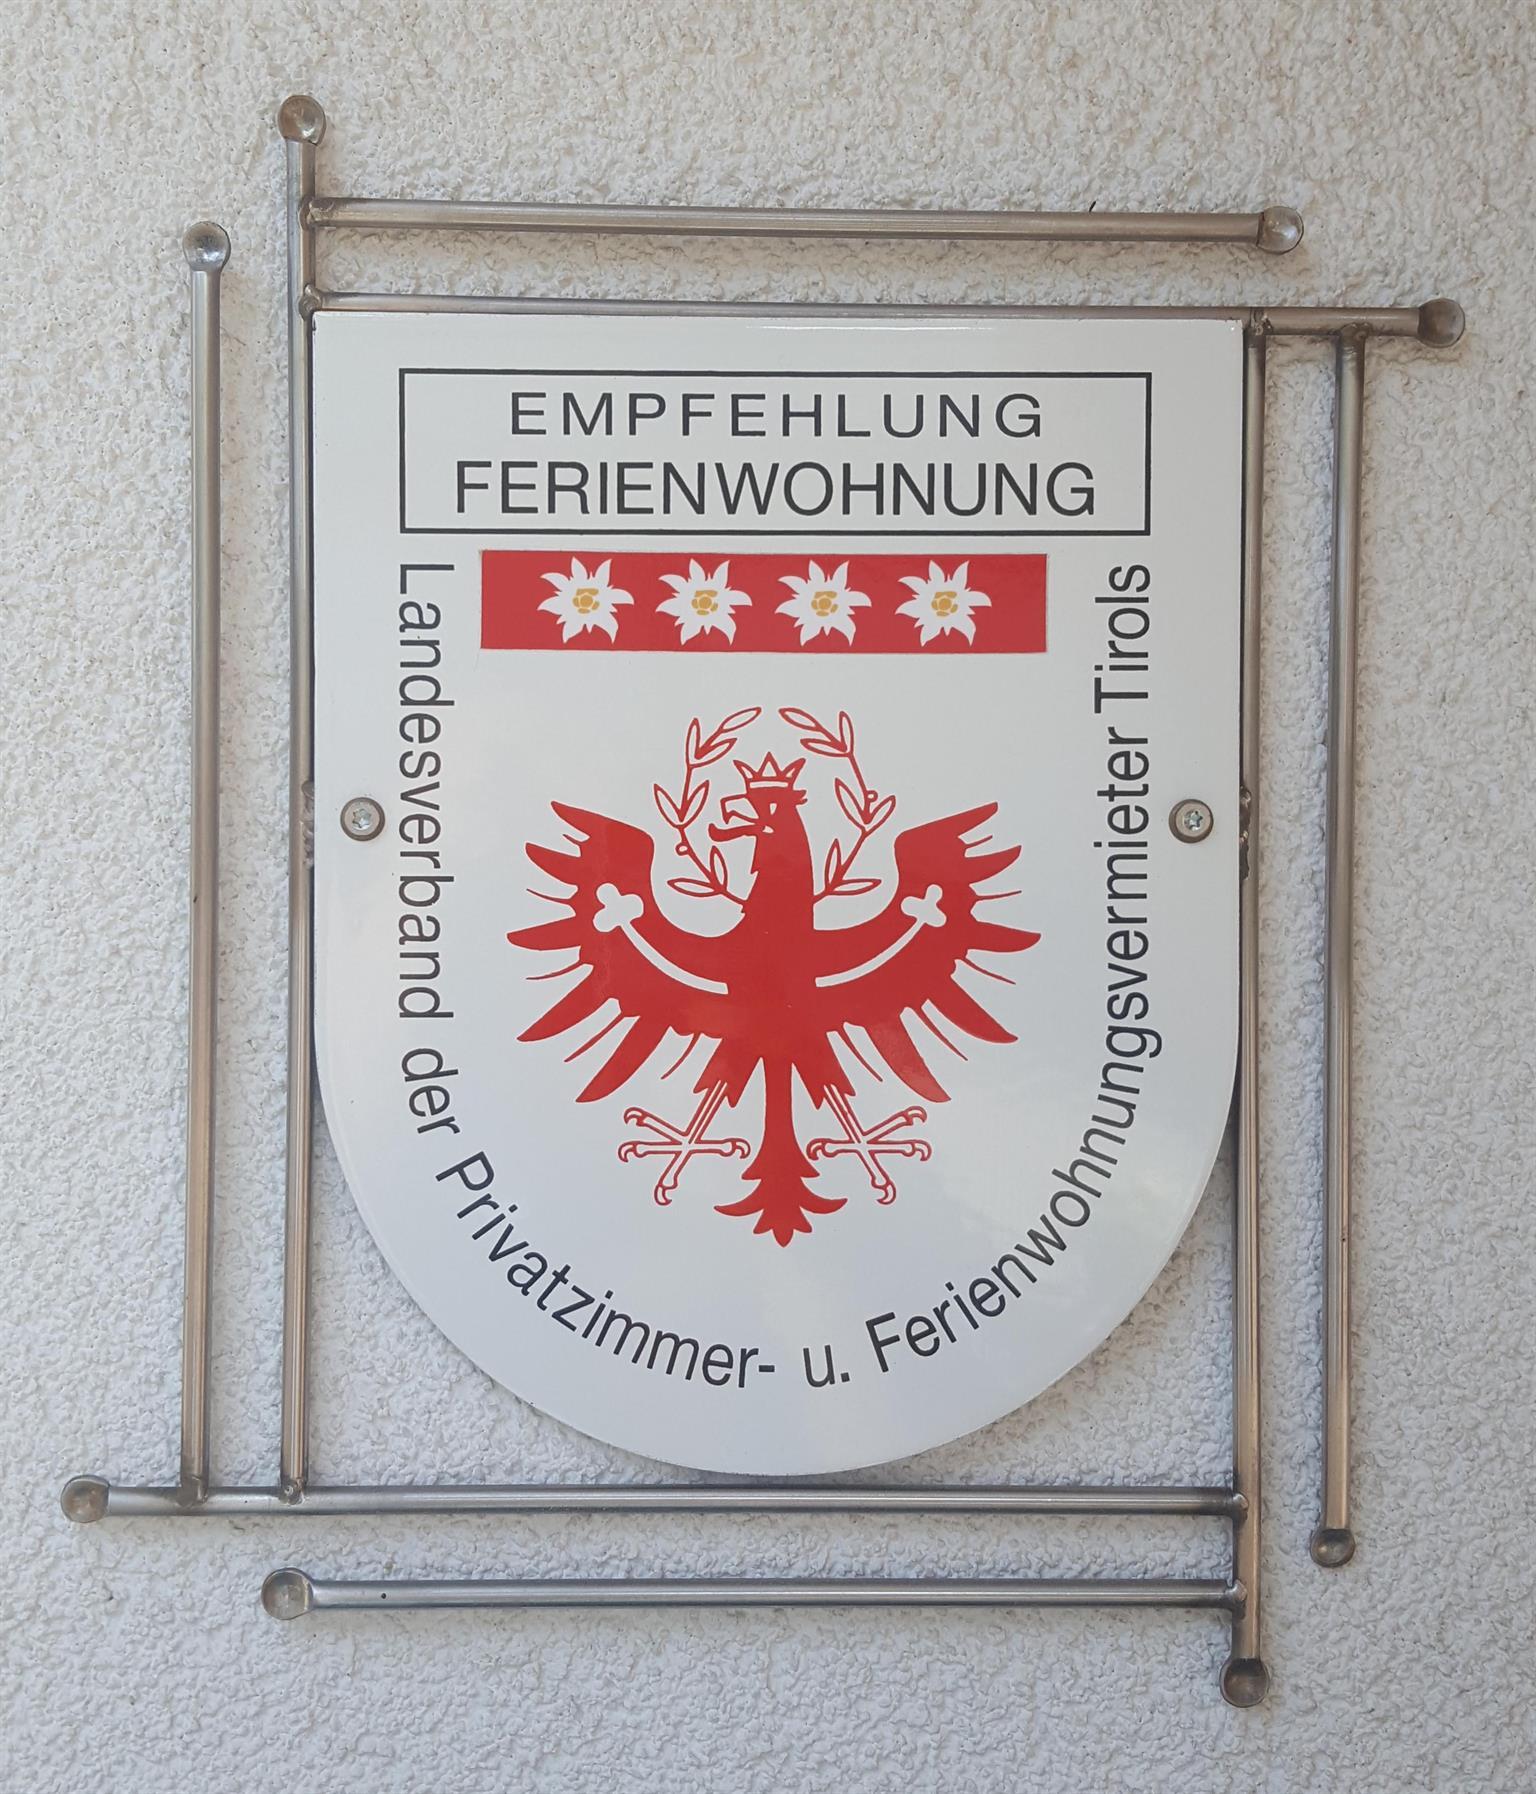 EMPFEHLUNG
FERIENWOHNUNG
Landesverband der Privatzimmer- u. Ferienwohnungsvermieter Tirols